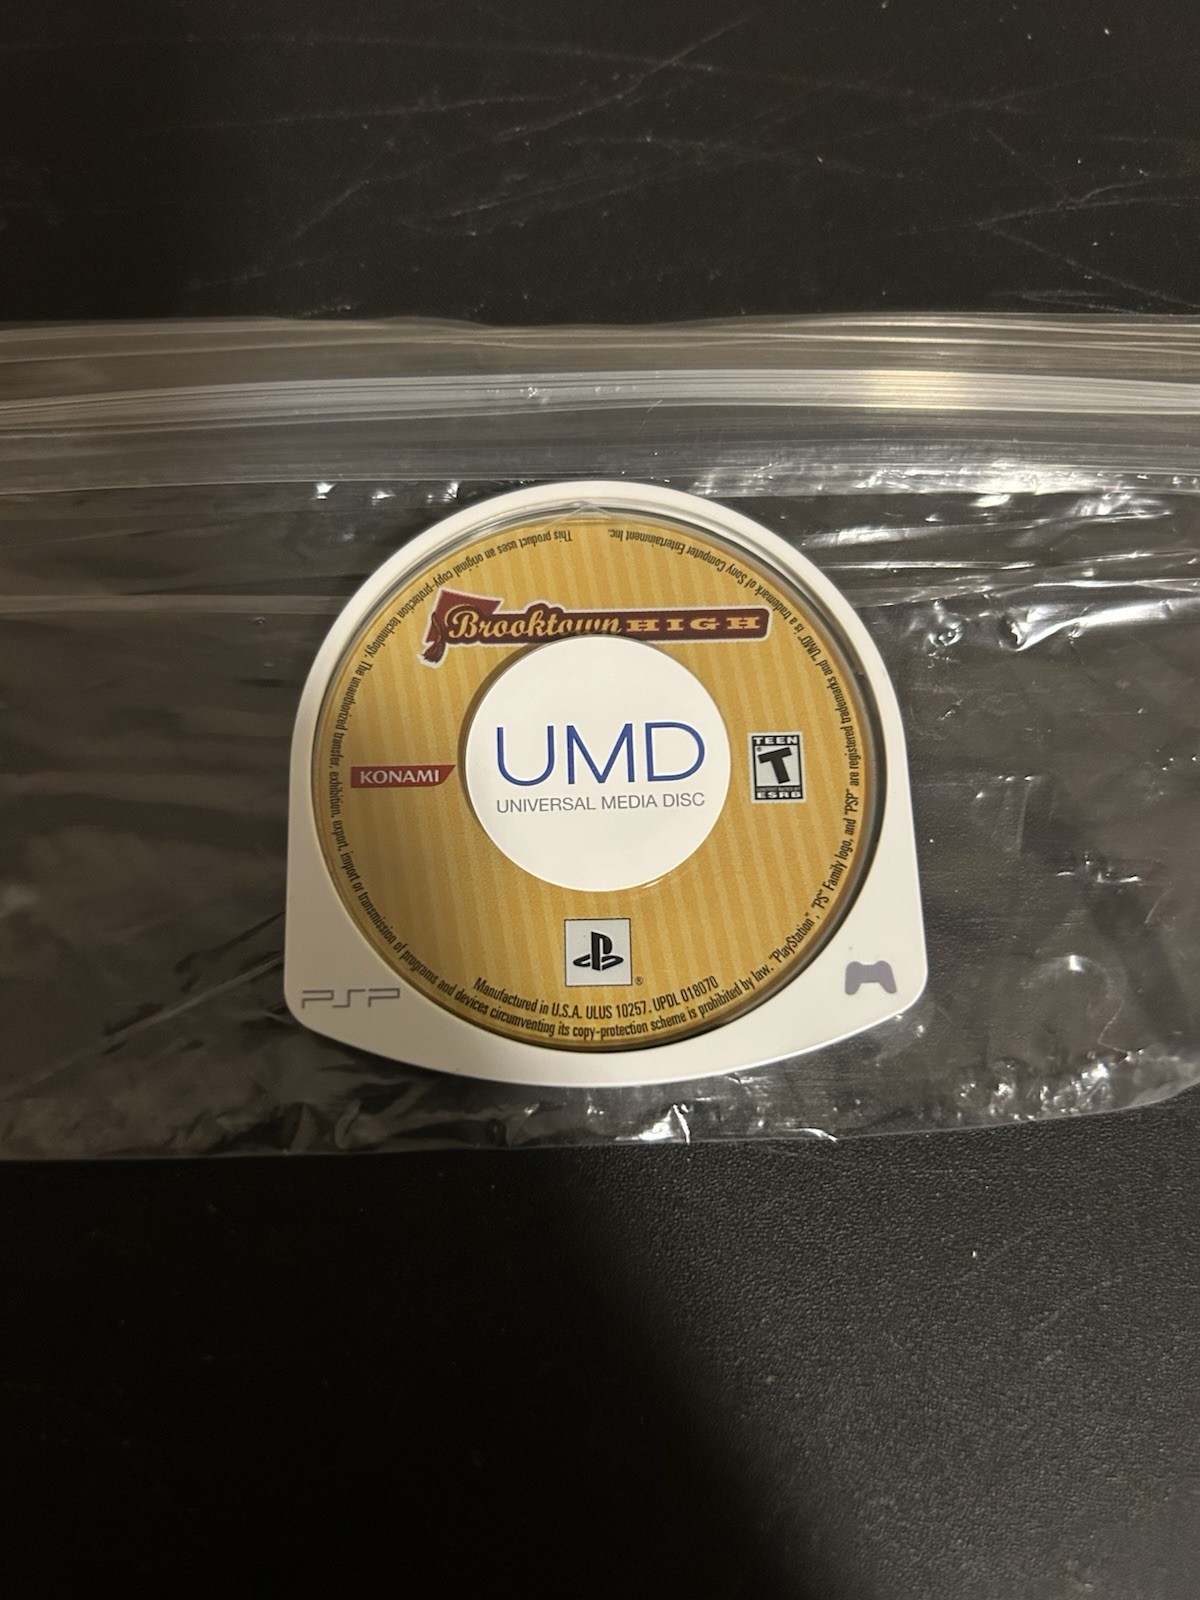 Brooktown HIGH
KONAMI
UMD
UNIVERSAL MEDIA DISC
TEEN
T
CONTENT RATED BY
ESRB
®
PSP
Manufactured in U.S.A. ULUS 10257. UPDL 018070
This product uses an original copy-protection technology. The unauthorized transfer, exhibition, export, import or transmission of programs and devices circumventing its copy-protection scheme is prohibited by law. "PlayStation", "PS" Family logo, and "PSP" are registered trademarks and "UMD" is a trademark of Sony Computer Entertainment Inc.